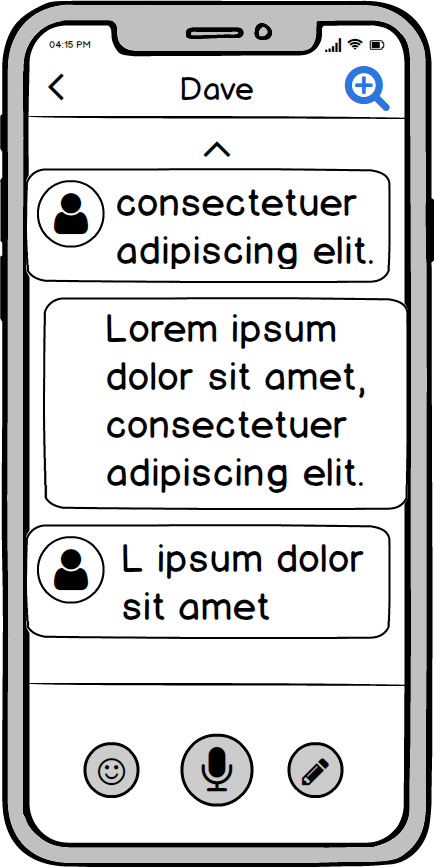 04:15 PM
Dave
consectetuer
adipiscing elit.
Lorem ipsum
dolor sit amet,
consectetuer
adipiscing elit.
L ipsum dolor
sit amet